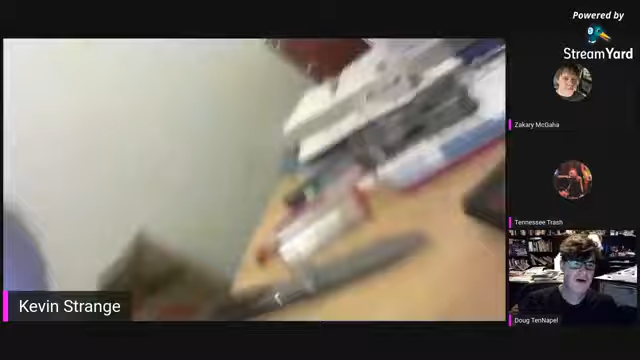 Powered by
StreamYard
Zakary McGaha
Tennessee Trash
Kevin Strange
Doug TenNapel